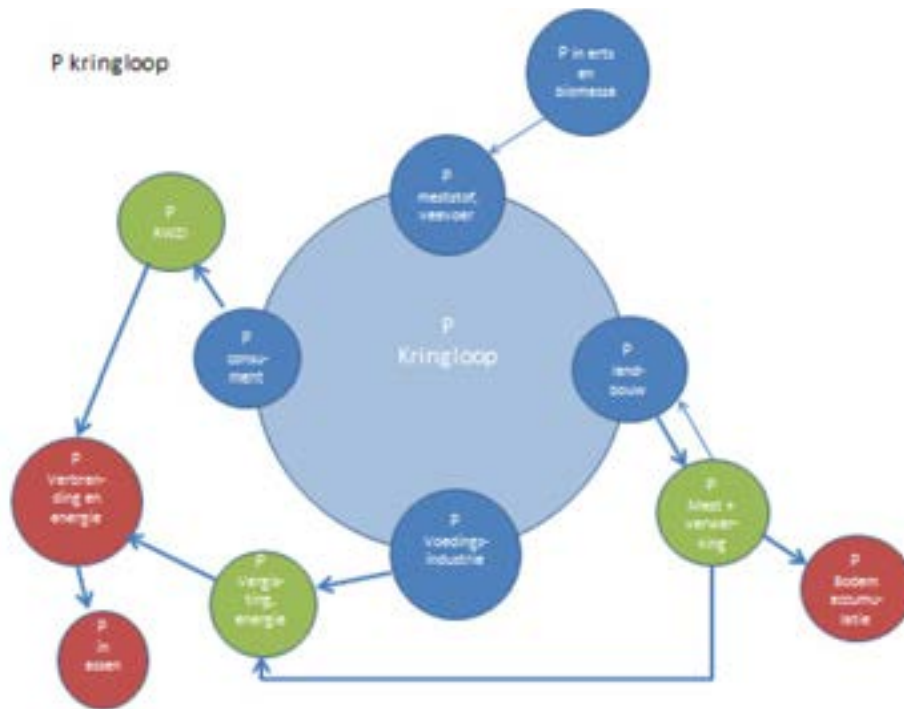 P kringloop
P in erts
en
biomassa
P
meststof,
veevoer
P
RWZI
P
Kringloop
P
consu-
ment
P
land-
bouw
P
Verbran-
ding en
energie
P
Mest +
verwer-
king
P
Voedings-
industrie
P
Vergis-
ting,
energie
P
Bodem
accumu-
latie
P
in
assen